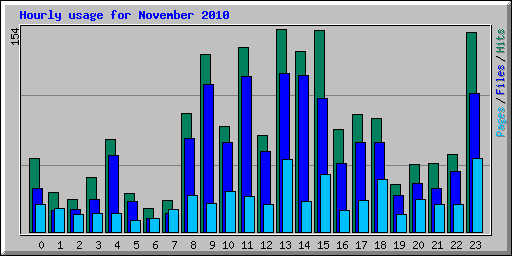 Hourly usage for November 2010
154
Pages / Files / Hits
0 1 2 3 4 5 6 7 8 9 10 11 12 13 14 15 16 17 18 19 20 21 22 23